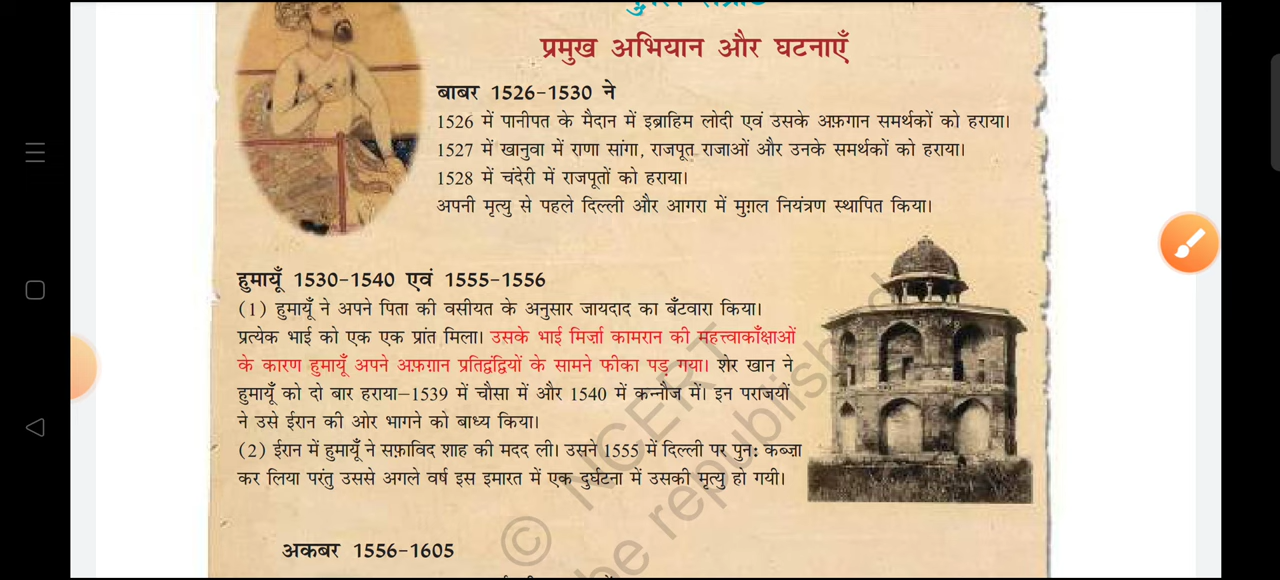 प्रमुख अभियान और घटनाएँ
बाबर 1526-1530 ने
1526 में पानीपत के मैदान में इब्राहिम लोदी एवं उसके अफ़गान समर्थकों को हराया।
1527 में खानुवा में राणा सांगा, राजपूत राजाओं और उनके समर्थकों को हराया।
1528 में चंदेरी में राजपूतों को हराया।
अपनी मृत्यु से पहले दिल्ली और आगरा में मुग़ल नियंत्रण स्थापित किया।
हुमायूँ 1530-1540 एवं 1555-1556
(1) हुमायूँ ने अपने पिता की वसीयत के अनुसार जायदाद का बँटवारा किया।
प्रत्येक भाई को एक एक प्रांत मिला। उसके भाई मिर्जा कामरान की महत्त्वाकाँक्षाओं
के कारण हुमायूँ अपने अफ़ग़ान प्रतिद्वंद्वियों के सामने फीका पड़ गया। शेर खान ने
हुमायूँ को दो बार हराया–1539 में चौसा में और 1540 में कन्नौज में। इन पराजयों
ने उसे ईरान की ओर भागने को बाध्य किया।
(2) ईरान में हुमायूँ ने सफ़ाविद शाह की मदद ली। उसने 1555 में दिल्ली पर पुन: कब्ज़ा
कर लिया परंतु उससे अगले वर्ष इस इमारत में एक दुर्घटना में उसकी मृत्यु हो गयी।
अकबर 1556-1605
© NCERT
be republished